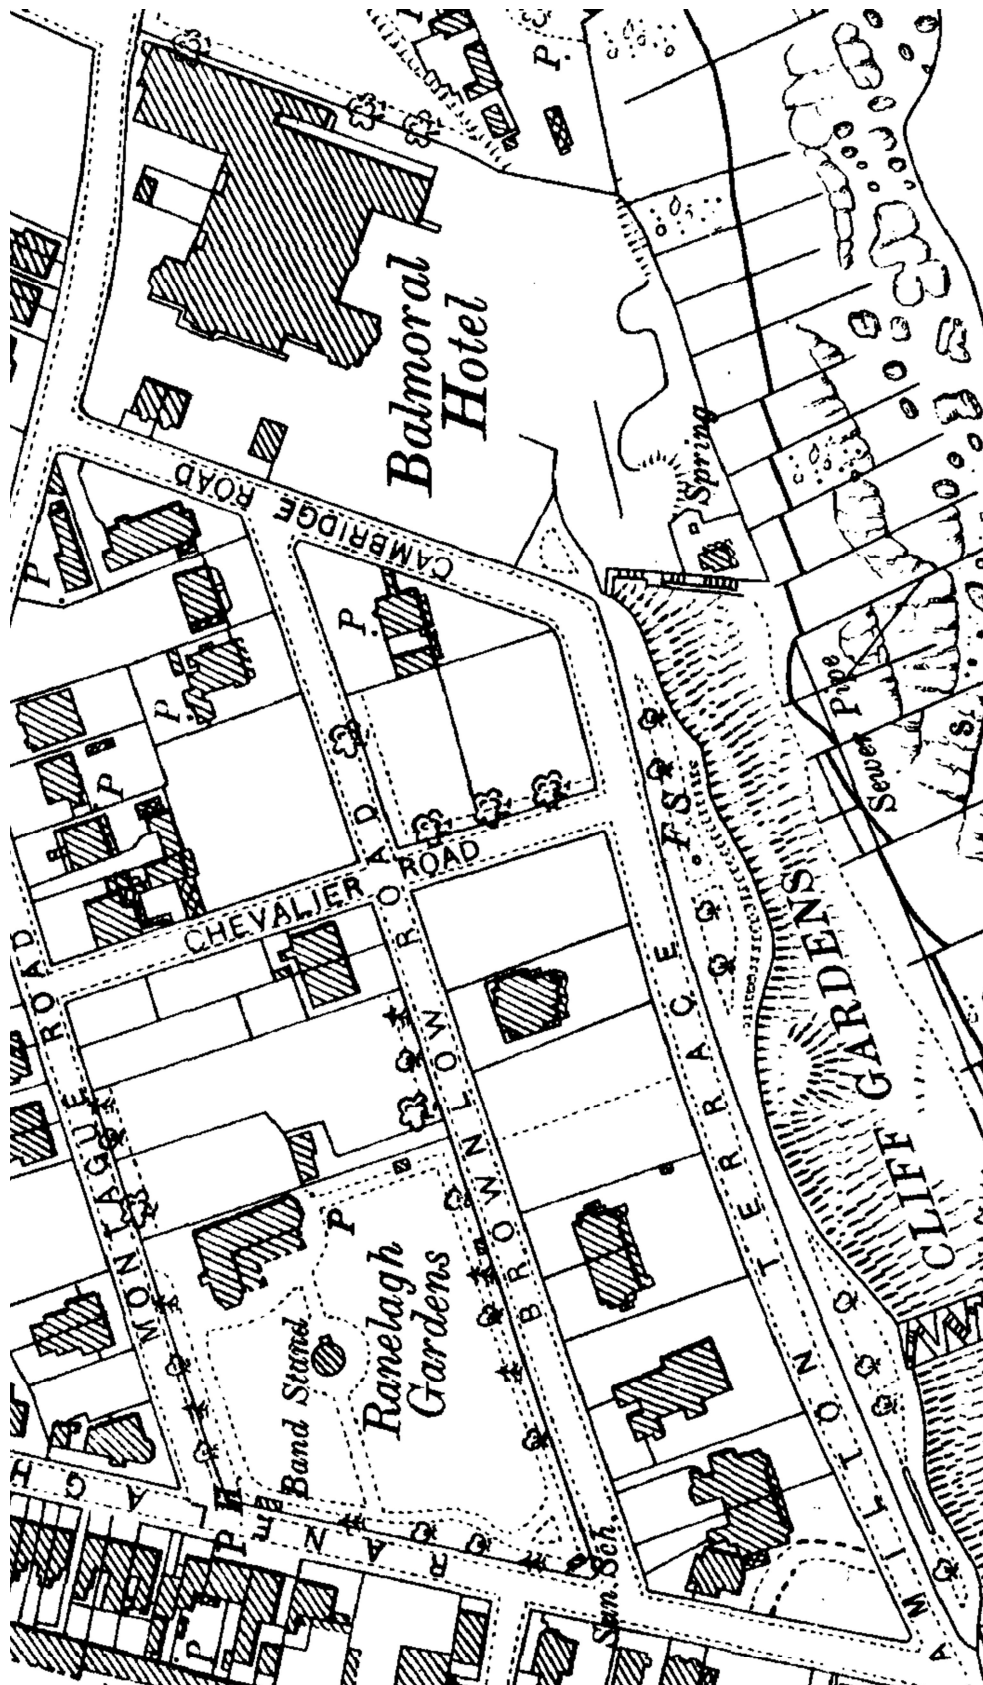 P.
P.
Balmoral
Hotel
Spring
CAMBRIDGE ROAD
P
P.
P.
P
Sewer Pipe
S.
F.S.
CHEVALIER ROAD
MONTAGUE ROAD
BROWNLOW ROAD
MILTON TERRACE
CLIFF GARDENS
P
Ranelagh
Gardens
Band Stand
P.H.
RANELAGH
Sun Sch.
P
A